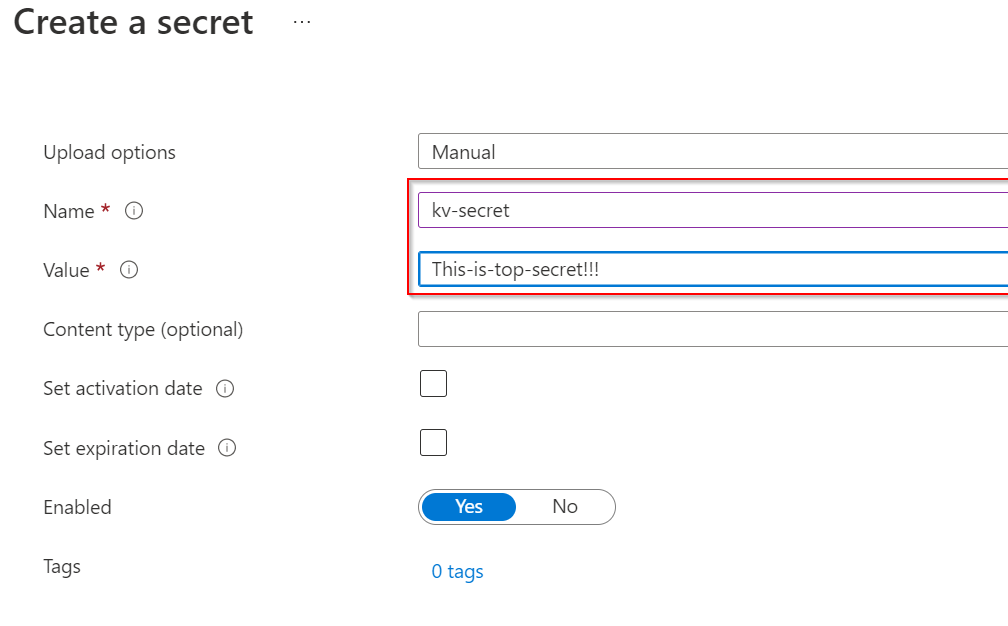 Create a secret ...
Upload options Manual
Name * kv-secret
Value * This-is-top-secret!!!
Content type (optional)
Set activation date
Set expiration date
Enabled Yes No
Tags 0 tags